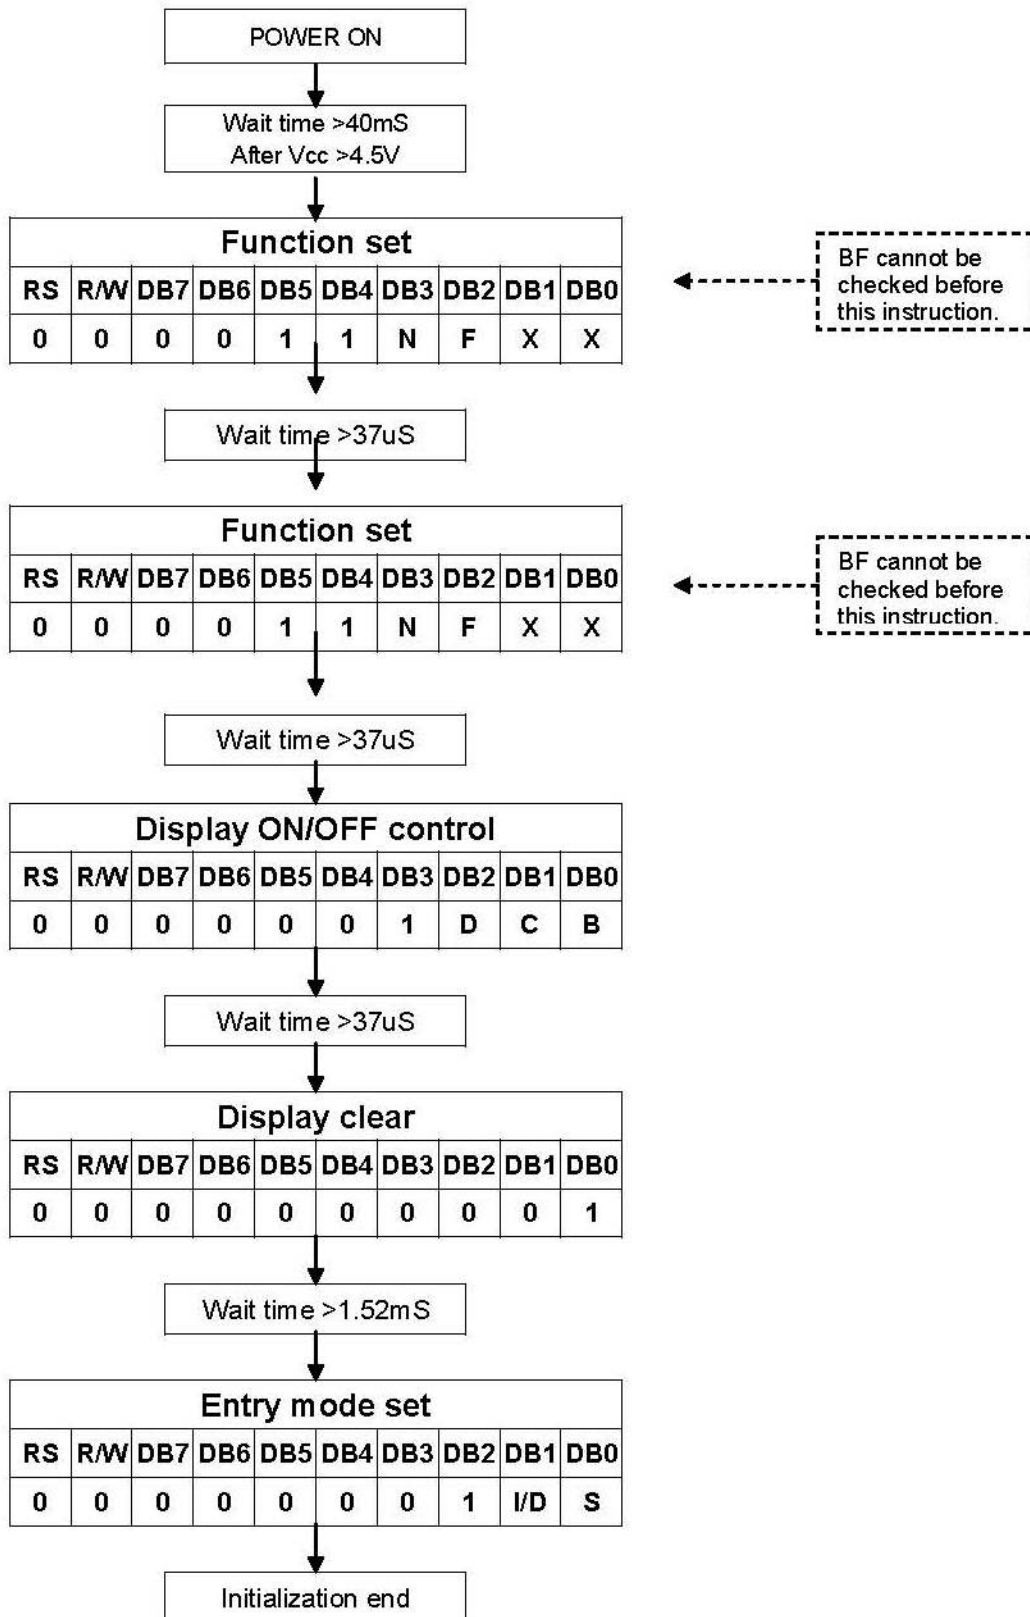 POWER ON
Wait time >40mS
After Vcc >4.5V
Function set
RS R/W DB7 DB6 DB5 DB4 DB3 DB2 DB1 DB0
0 0 0 0 1 1 N F X X
BF cannot be
checked before
this instruction.
Wait time >37uS
Function set
RS R/W DB7 DB6 DB5 DB4 DB3 DB2 DB1 DB0
0 0 0 0 1 1 N F X X
BF cannot be
checked before
this instruction.
Wait time >37uS
Display ON/OFF control
RS R/W DB7 DB6 DB5 DB4 DB3 DB2 DB1 DB0
0 0 0 0 0 0 1 D C B
Wait time >37uS
Display clear
RS R/W DB7 DB6 DB5 DB4 DB3 DB2 DB1 DB0
0 0 0 0 0 0 0 0 0 1
Wait time >1.52mS
Entry mode set
RS R/W DB7 DB6 DB5 DB4 DB3 DB2 DB1 DB0
0 0 0 0 0 0 0 1 I/D S
Initialization end